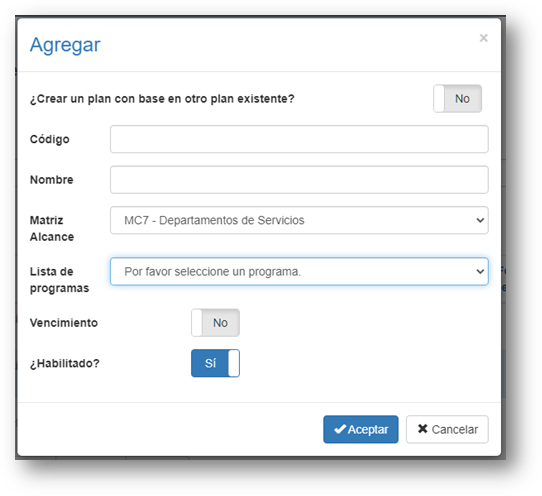 Agregar ×
¿Crear un plan con base en otro plan existente? No
Código
Nombre
Matriz Alcance MC7 - Departamentos de Servicios
Lista de programas Por favor seleccione un programa.
Vencimiento No
¿Habilitado? Sí
Aceptar Cancelar